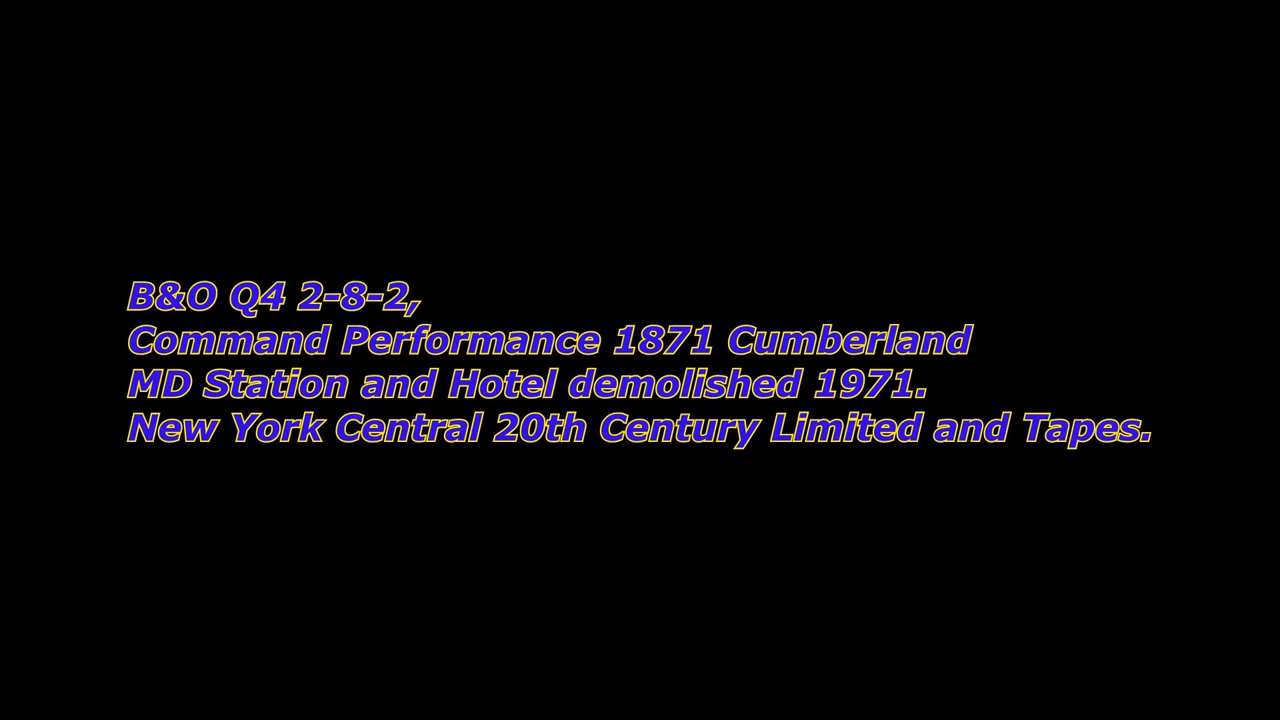 B&O Q4 2-8-2,
Command Performance 1871 Cumberland
MD Station and Hotel demolished 1971.
New York Central 20th Century Limited and Tapes.